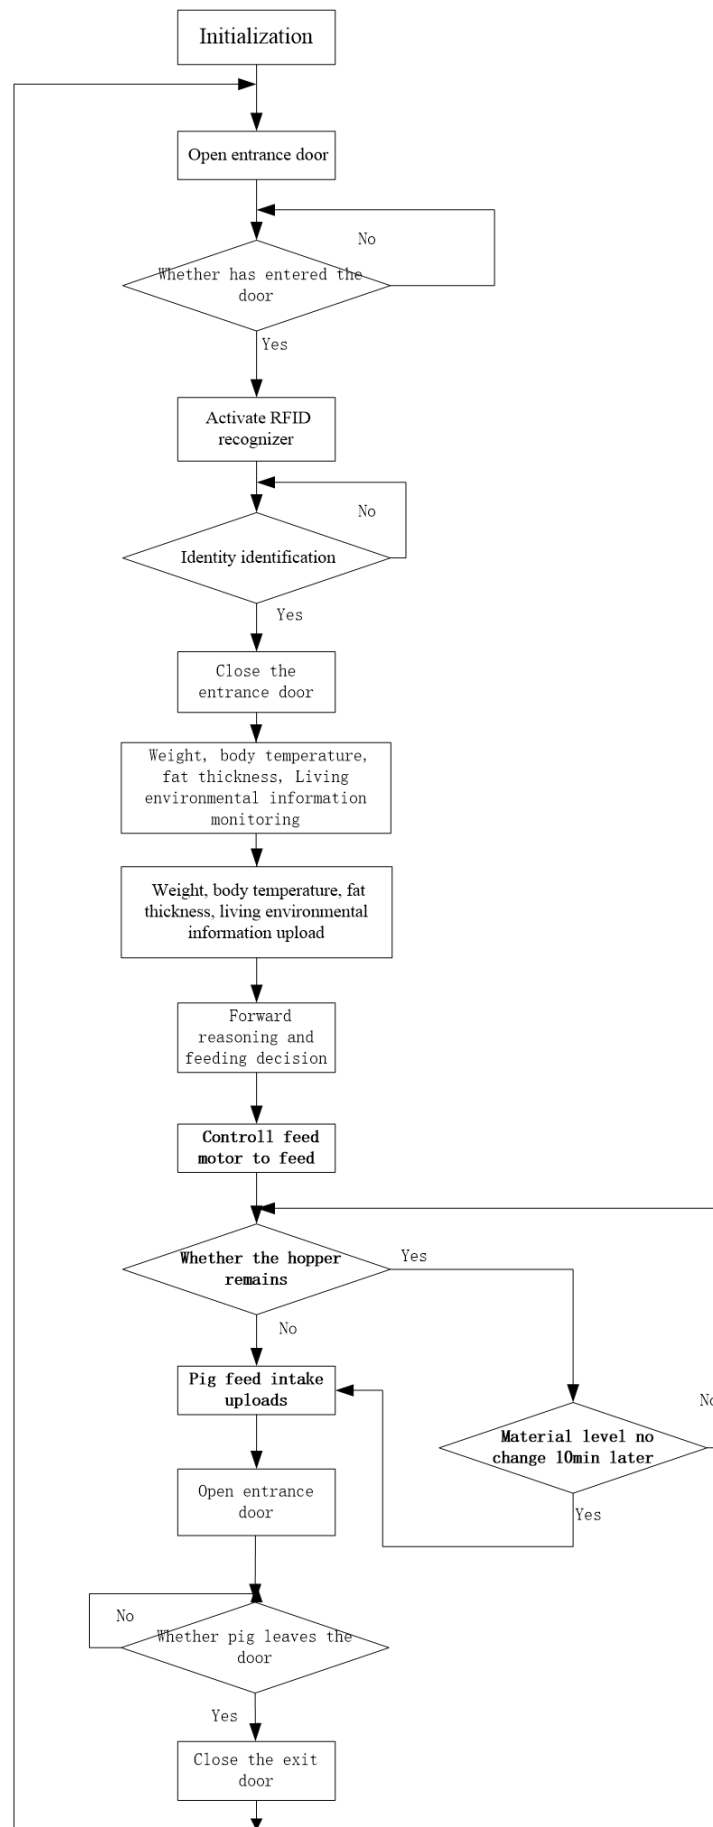 Initialization
Open entrance door
No
Whether has entered the
door
Yes
Activate RFID
recognizer
No
Identity identification
Yes
Close the
entrance door
Weight, body temperature,
fat thickness, Living
environmental information
monitoring
Weight, body temperature, fat
thickness, living environmental
information upload
Forward
reasoning and
feeding decision
Controll feed
motor to feed
Whether the hopper
remains
Yes
No
Pig feed intake
uploads
No
Material level no
change 10min later
Yes
Open entrance
door
No
Whether pig leaves the
door
Yes
Close the exit
door